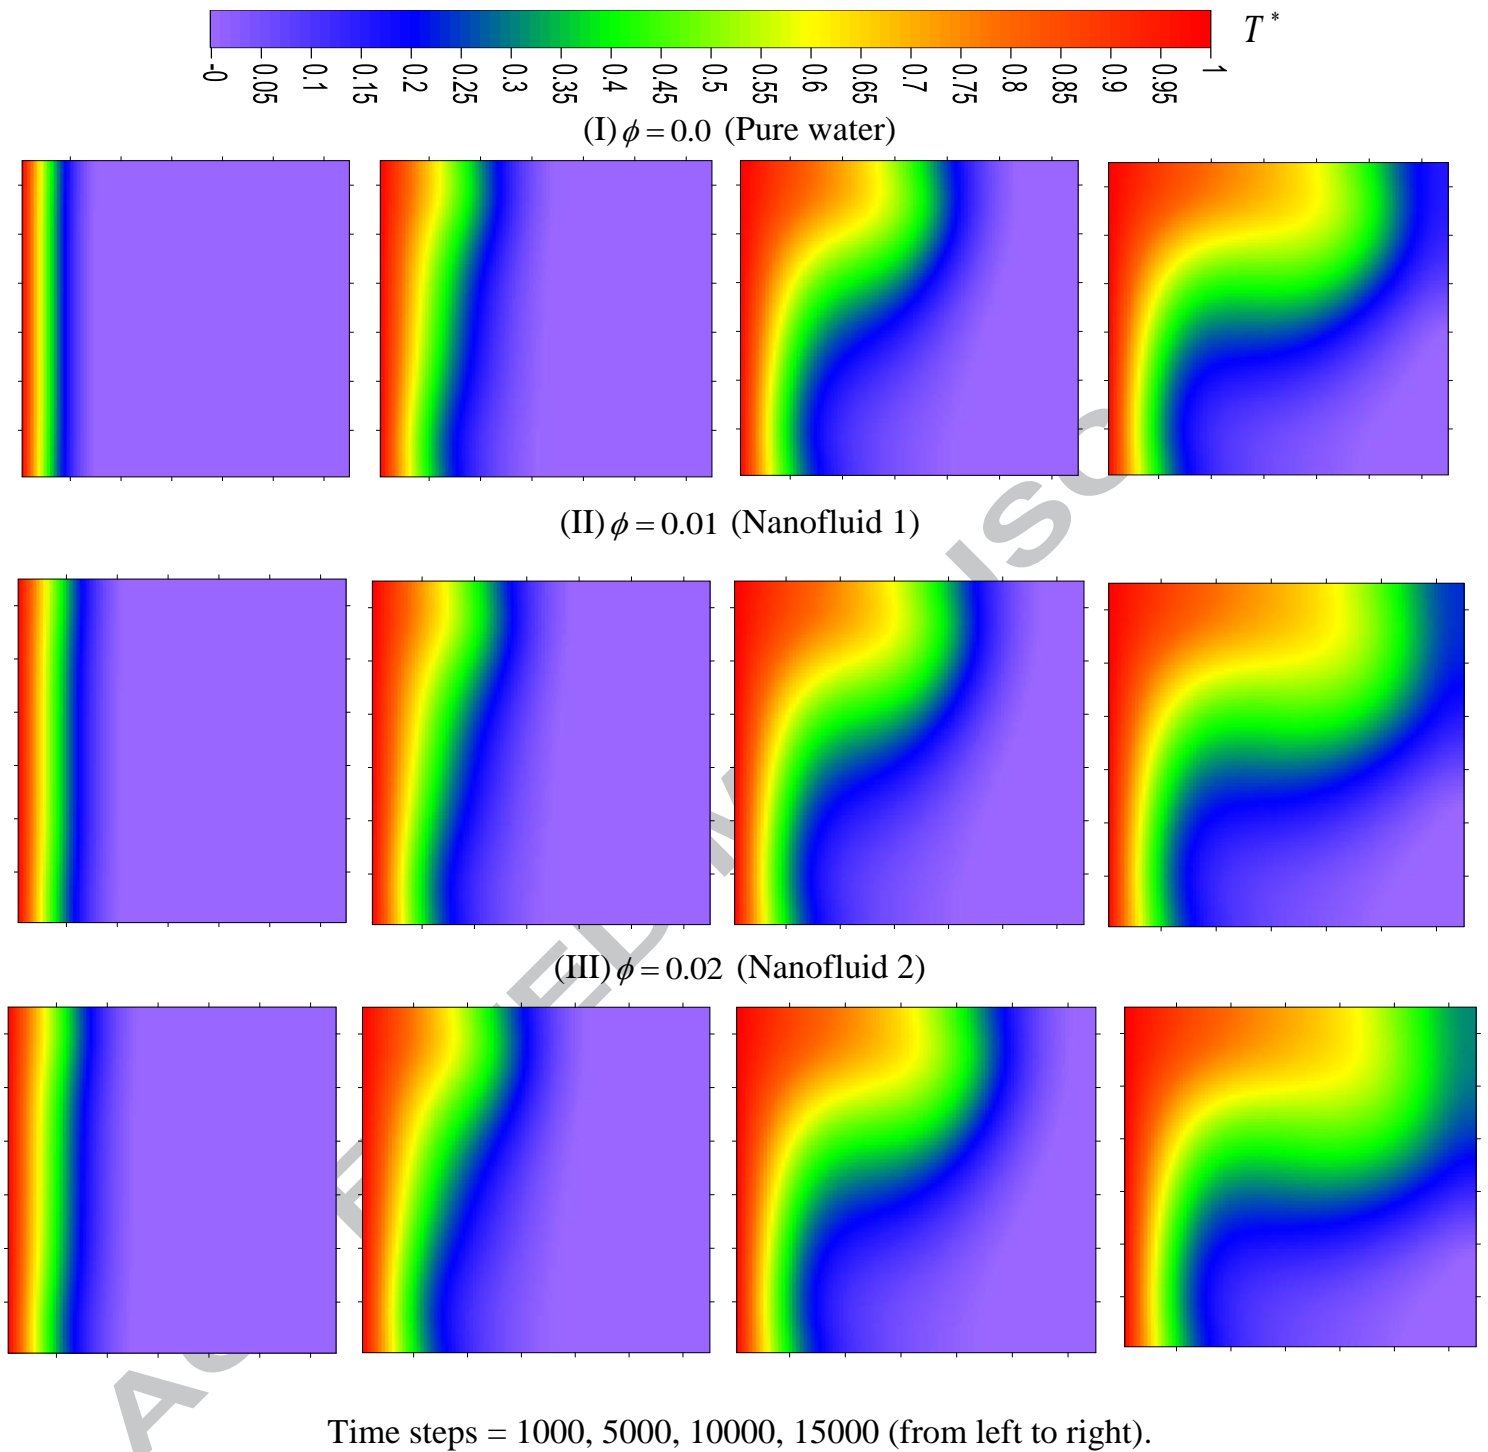 T *
-0 0.05 0.1 0.15 0.2 0.25 0.3 0.35 0.4 0.45 0.5 0.55 0.6 0.65 0.7 0.75 0.8 0.85 0.9 0.95 1
(I) ϕ = 0.0 (Pure water)
(II) ϕ = 0.01 (Nanofluid 1)
(III) ϕ = 0.02 (Nanofluid 2)
Time steps = 1000, 5000, 10000, 15000 (from left to right).